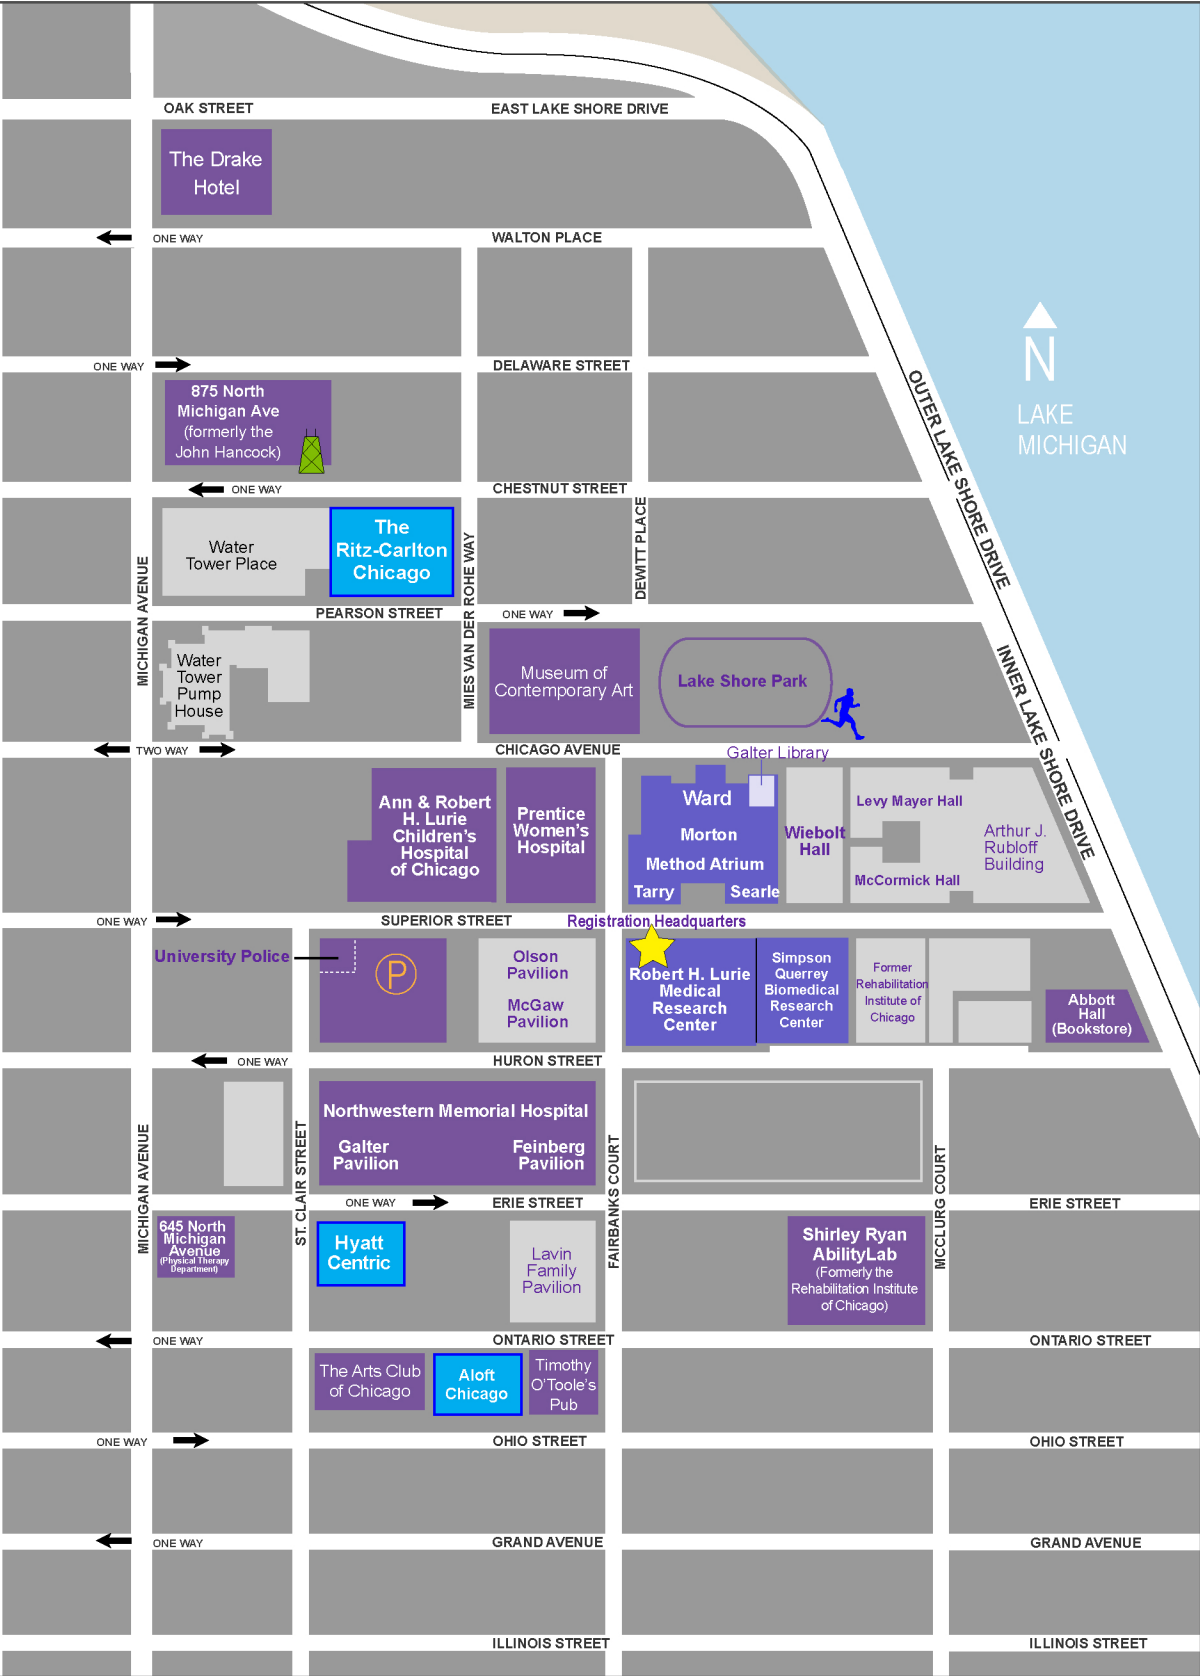 OAK STREET
EAST LAKE SHORE DRIVE
The Drake
Hotel
ONE WAY
WALTON PLACE
ONE WAY
DELAWARE STREET
N
LAKE
MICHIGAN
OUTER LAKE SHORE DRIVE
875 North
Michigan Ave
(formerly the
John Hancock)
ONE WAY
CHESTNUT STREET
Water
Tower Place
The
Ritz-Carlton
Chicago
DEWITT PLACE
MICHIGAN AVENUE
MIES VAN DER ROHE WAY
PEARSON STREET
ONE WAY
INNER LAKE SHORE DRIVE
Water
Tower
Pump
House
Museum of
Contemporary Art
Lake Shore Park
TWO WAY
CHICAGO AVENUE
Galter Library
Ann & Robert
H. Lurie
Children's
Hospital
of Chicago
Prentice
Women's
Hospital
Ward
Morton
Method Atrium
Tarry
Searle
Wiebolt
Hall
Levy Mayer Hall
McCormick Hall
Arthur J.
Rubloff
Building
ONE WAY
SUPERIOR STREET
Registration Headquarters
University Police
P
Olson
Pavilion
McGaw
Pavilion
Robert H. Lurie
Medical
Research
Center
Simpson
Querrey
Biomedical
Research
Center
Former
Rehabilitation
Institute of
Chicago
Abbott
Hall
(Bookstore)
ONE WAY
HURON STREET
MICHIGAN AVENUE
ST. CLAIR STREET
Northwestern Memorial Hospital
Galter
Pavilion
Feinberg
Pavilion
FAIRBANKS COURT
MCCLURG COURT
ONE WAY
ERIE STREET
ERIE STREET
645 North
Michigan
Avenue
(Physical Therapy
Department)
Hyatt
Centric
Lavin
Family
Pavilion
Shirley Ryan
AbilityLab
(Formerly the
Rehabilitation Institute
of Chicago)
ONE WAY
ONTARIO STREET
ONTARIO STREET
The Arts Club
of Chicago
Aloft
Chicago
Timothy
O'Toole's
Pub
ONE WAY
OHIO STREET
OHIO STREET
ONE WAY
GRAND AVENUE
GRAND AVENUE
ILLINOIS STREET
ILLINOIS STREET